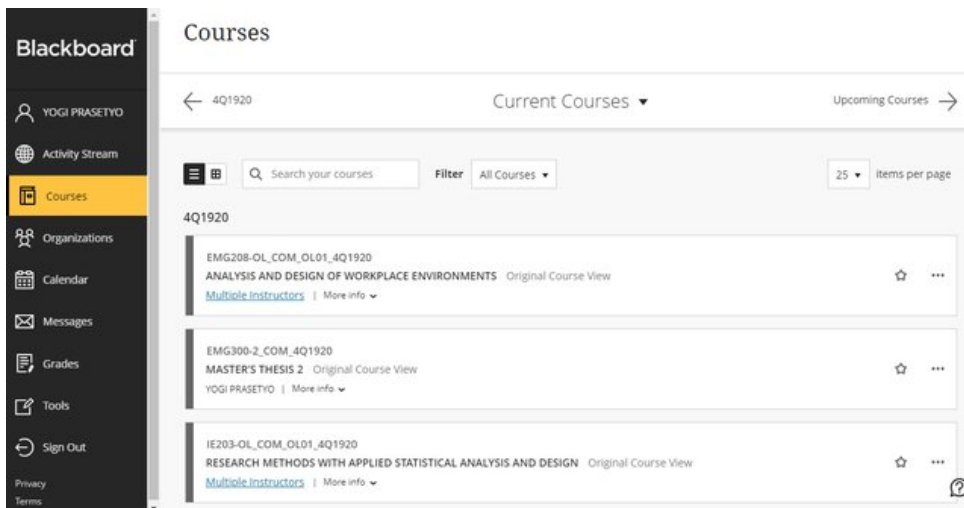 Blackboard
YOGI PRASETYO
Activity Stream
Courses
Organizations
Calendar
Messages
Grades
Tools
Sign Out
Privacy
Terms
Courses
4Q1920
Current Courses
Upcoming Courses
Search your courses
Filter
All Courses
25
items per page
4Q1920
EMG208-OL_COM_OL01_4Q1920
ANALYSIS AND DESIGN OF WORKPLACE ENVIRONMENTS Original Course View
Multiple Instructors | More info
EMG300-2_COM_4Q1920
MASTER'S THESIS 2 Original Course View
YOGI PRASETYO | More info
IE203-OL_COM_OL01_4Q1920
RESEARCH METHODS WITH APPLIED STATISTICAL ANALYSIS AND DESIGN Original Course View
Multiple Instructors | More info